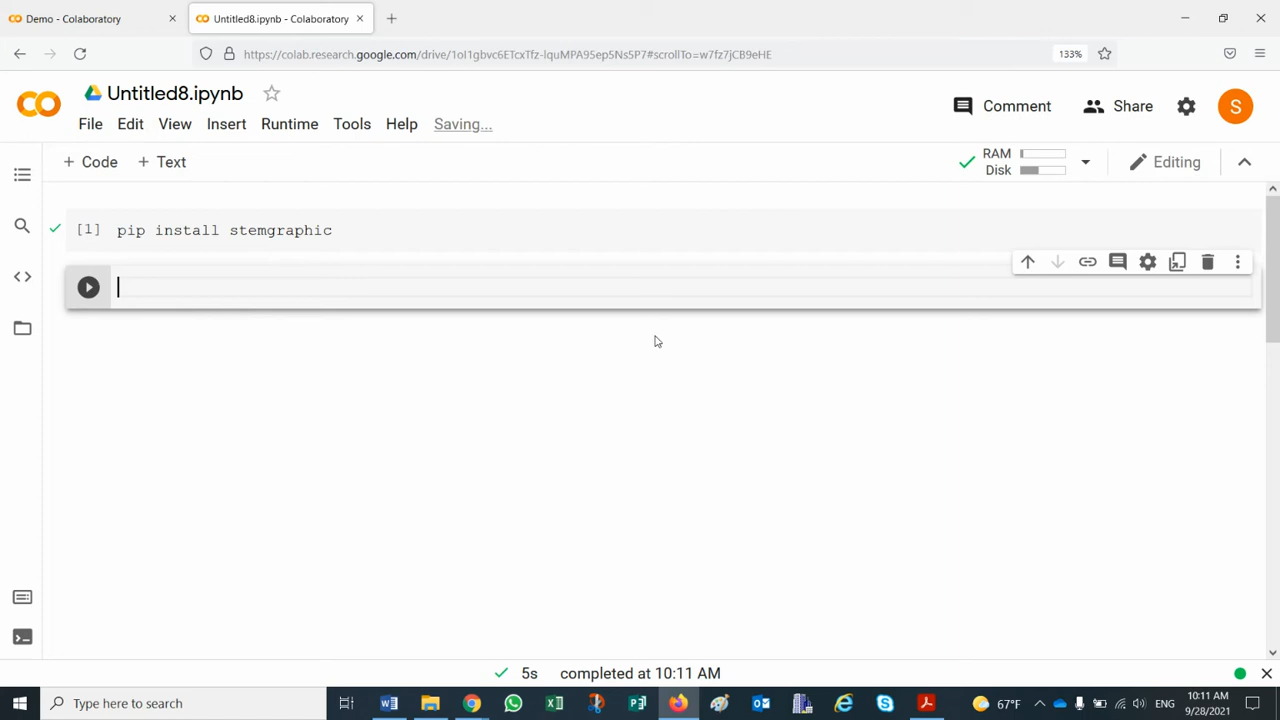 Demo - Colaboratory
Untitled8.ipynb - Colaboratory
https://colab.research.google.com/drive/1oI1gbvc6ETcxTfz-lquMPA95ep5Ns5P7#scrollTo=w7fz7jCB9eHE
133%
Untitled8.ipynb
Comment
Share
S
File Edit View Insert Runtime Tools Help Saving...
+ Code + Text
RAM
Disk
Editing
[1] pip install stemgraphic
5s completed at 10:11 AM
Type here to search
67°F
ENG
10:11 AM
9/28/2021